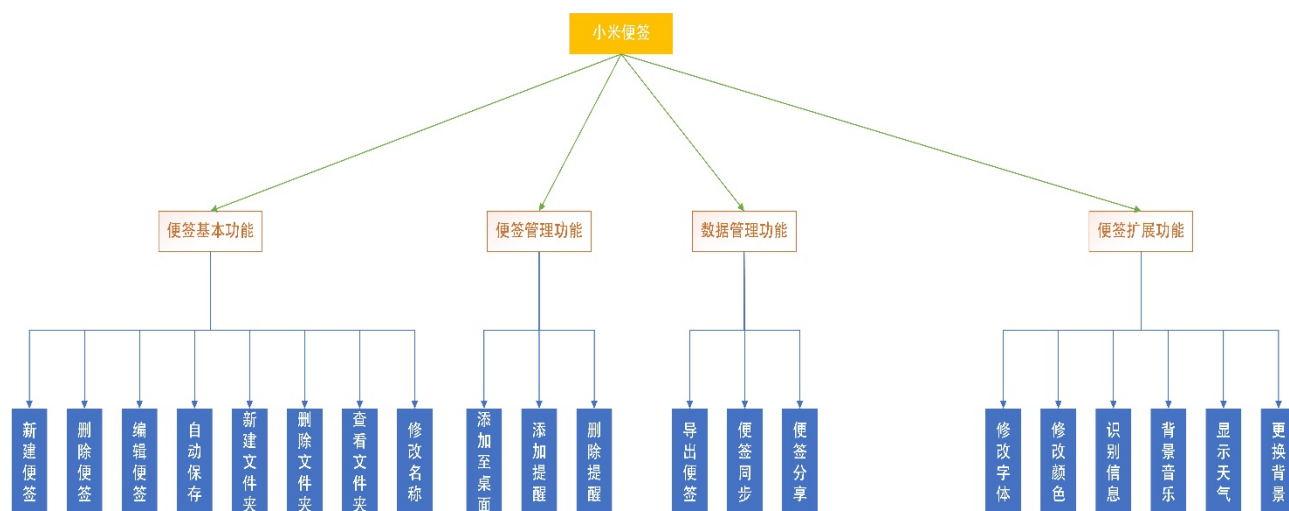 小米便签
便签基本功能
便签管理功能
数据管理功能
便签扩展功能
新建便签
删除便签
编辑便签
自动保存
新建文件夹
删除文件夹
查看文件夹
修改名称
添加至桌面
添加提醒
删除提醒
导出便签
便签同步
便签分享
修改字体
修改颜色
识别信息
背景音乐
显示天气
更换背景